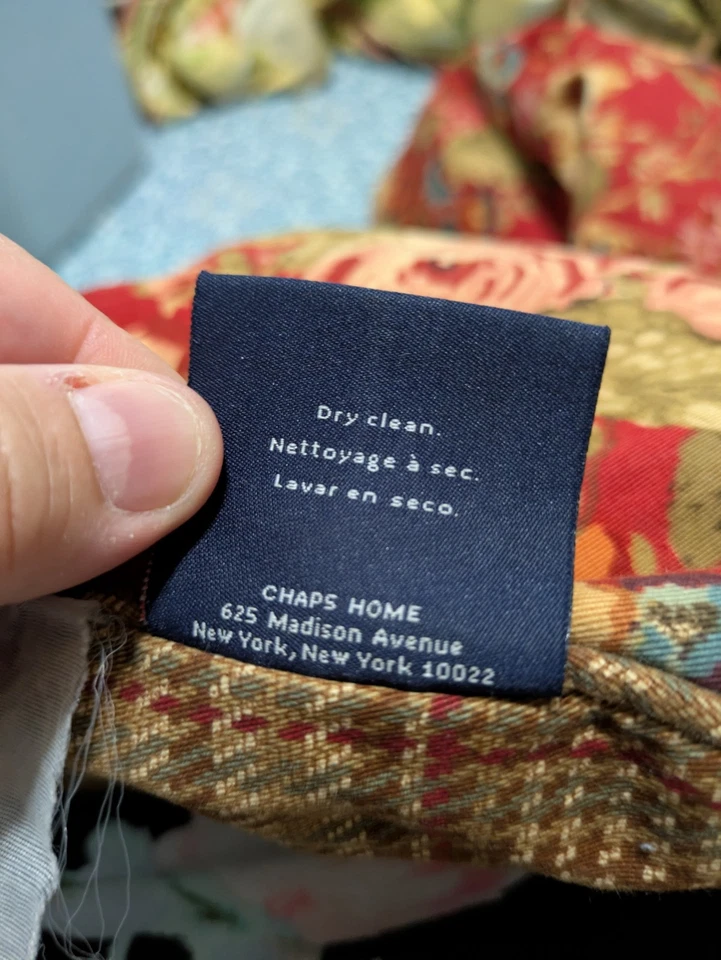 Dry clean.
Nettoyage à sec.
Lavar en seco.
CHAPS HOME
625 Madison Avenue
New York, New York 10022